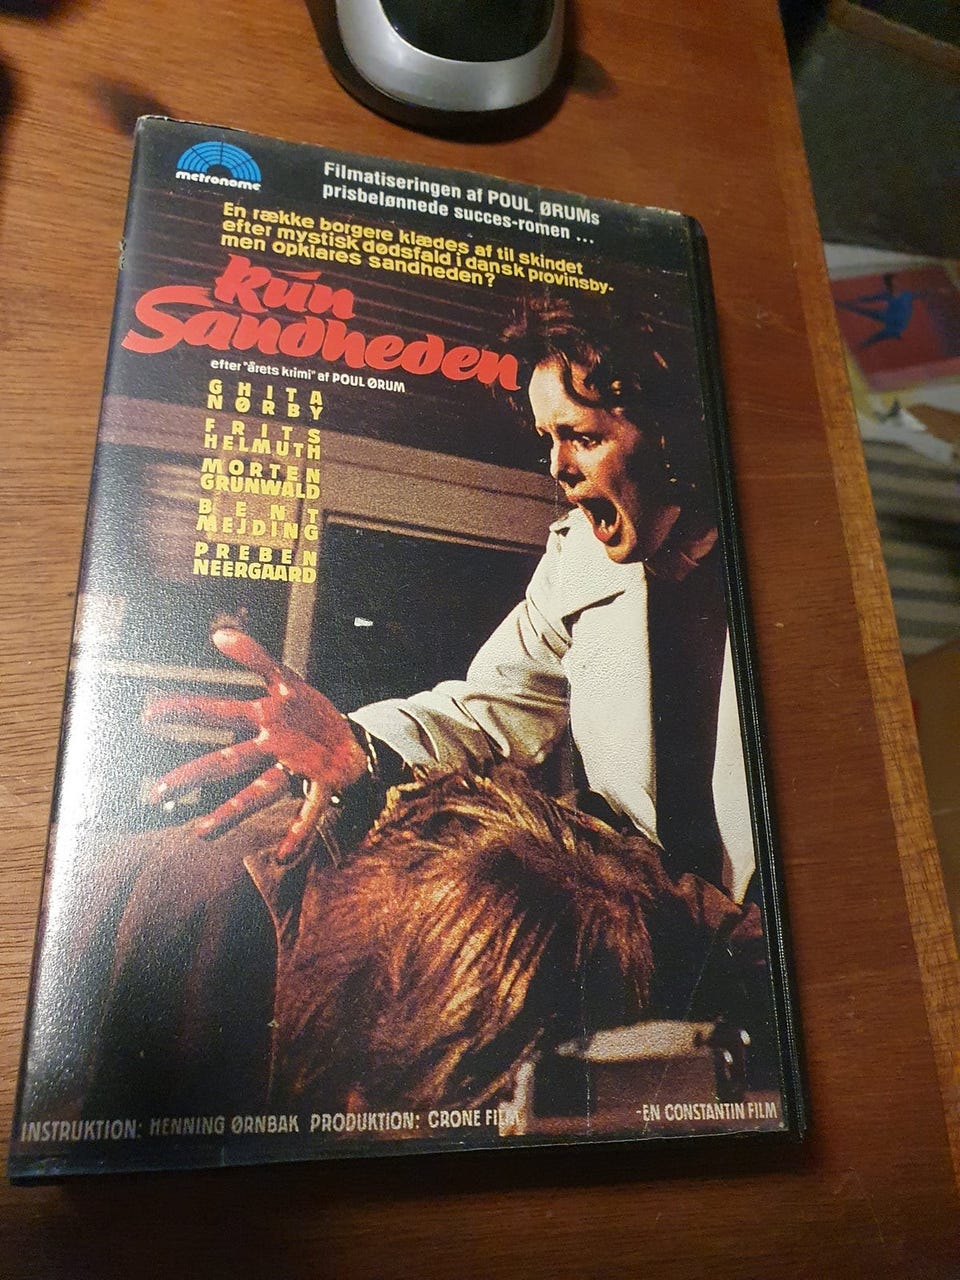 metronome
Filmatiseringen af POUL ØRUMs
prisbelønnede succes-romen ...
En række borgere klædes af til skindet
efter mystisk dødsfald i dansk provinsby-
men opklares sandheden?
Kun
Sandheden
efter "årets krimi" af POUL ØRUM
GHITA
NØRBY
FRITS
HELMUTH
MORTEN
GRUNWALD
BENT
MEJDING
PREBEN
NEERGAARD
INSTRUKTION: HENNING ØRNBAK PRODUKTION: CRONE FILM
-EN CONSTANTIN FILM